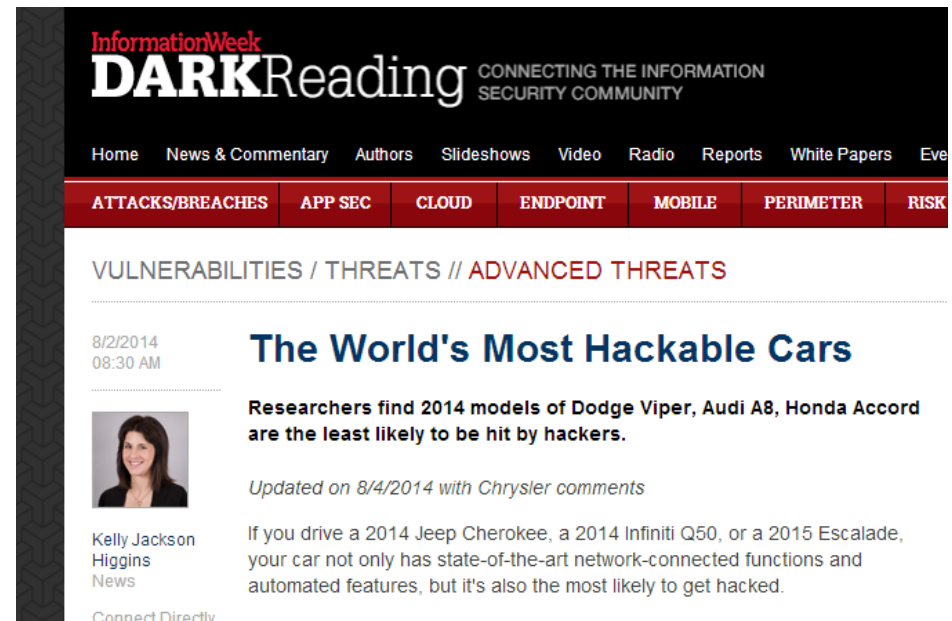 InformationWeek
DARKReading CONNECTING THE INFORMATION
SECURITY COMMUNITY
Home News & Commentary Authors Slideshows Video Radio Reports White Papers Eve
ATTACKS/BREACHES APP SEC CLOUD ENDPOINT MOBILE PERIMETER RISK
VULNERABILITIES / THREATS // ADVANCED THREATS
8/2/2014
08:30 AM
The World's Most Hackable Cars
Researchers find 2014 models of Dodge Viper, Audi A8, Honda Accord
are the least likely to be hit by hackers.
Updated on 8/4/2014 with Chrysler comments
Kelly Jackson
Higgins
News
Connect Directly
If you drive a 2014 Jeep Cherokee, a 2014 Infiniti Q50, or a 2015 Escalade,
your car not only has state-of-the-art network-connected functions and
automated features, but it's also the most likely to get hacked.